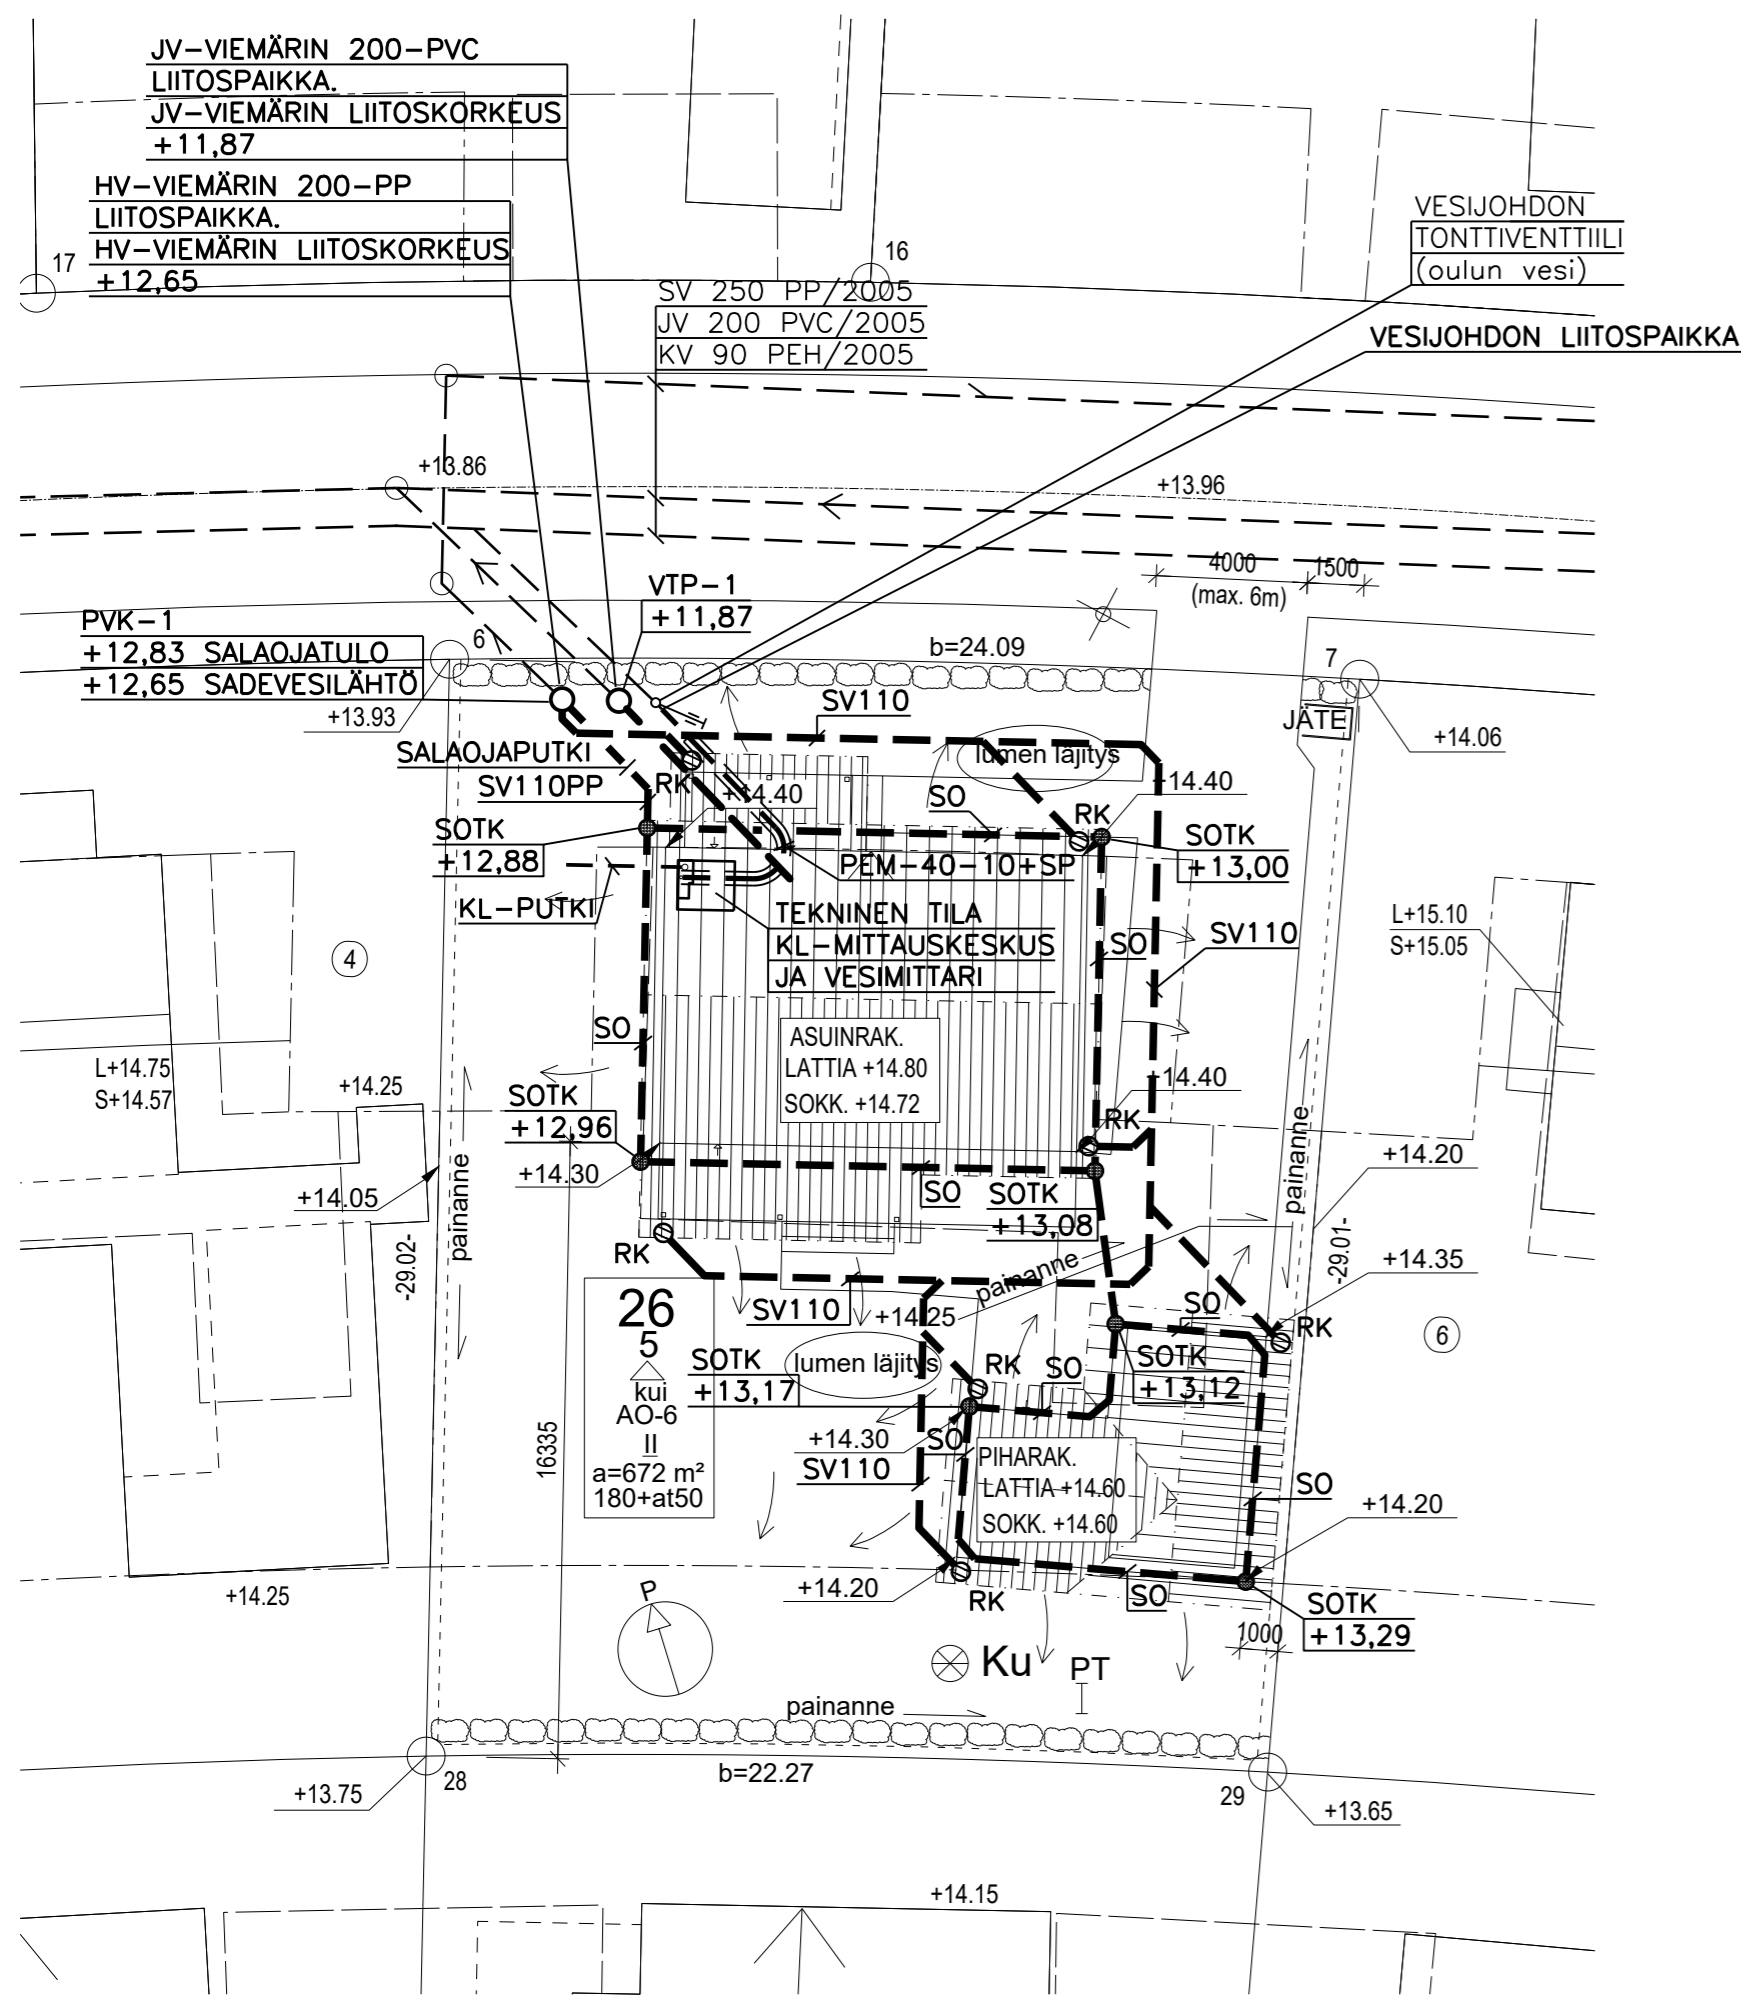 JV-VIEMÄRIN 200-PVC
LIITOSPAIKKA.
JV-VIEMÄRIN LIITOSKORKEUS
+11,87
HV-VIEMÄRIN 200-PP
LIITOSPAIKKA.
HV-VIEMÄRIN LIITOSKORKEUS
+12,65
17
16
VESIJOHDON
TONTTIVENTTIILI
(oulun vesi)
SV 250 PP/2005
JV 200 PVC/2005
KV 90 PEH/2005
VESIJOHDON LIITOSPAIKKA
+13.86
+13.96
4000
1500
(max. 6m)
VTP-1
+11,87
PVK-1
+12,83 SALAOJATULO
+12,65 SADEVESILÄHTÖ
6
b=24.09
7
+13.93
SV110
JÄTE
+14.06
SALAOJAPUTKI
SV110PP
RK
+14.40
lumen läjitys
+14.40
SO
RK
SOTK
+12,88
SOTK
+13,00
PEM-40-10+SP
KL-PUTKI
TEKNINEN TILA
KL-MITTAUSKESKUS
JA VESIMITTARI
SO
SV110
L+15.10
S+15.05
4
SO
ASUINRAK.
LATTIA +14.80
SOKK. +14.72
L+14.75
S+14.57
+14.25
+14.40
SOTK
+12,96
RK
painanne
+14.20
+14.30
+14.05
painanne
SO
SOTK
+13,08
-29.02-
RK
-29.01-
+14.35
painanne
26
5
kui
AO-6
II
a=672 m²
180+at50
SV110
+14.25
SO
RK
6
lumen läjitys
SOTK
+13,17
RK
SO
SOTK
+13,12
16335
+14.30
SO
SV110
PIHARAK.
LATTIA +14.60
SOKK. +14.60
SO
+14.20
+14.25
P
+14.20
RK
SO
SOTK
+13,29
1000
Ku
PT
painanne
28
b=22.27
29
+13.75
+13.65
+14.15